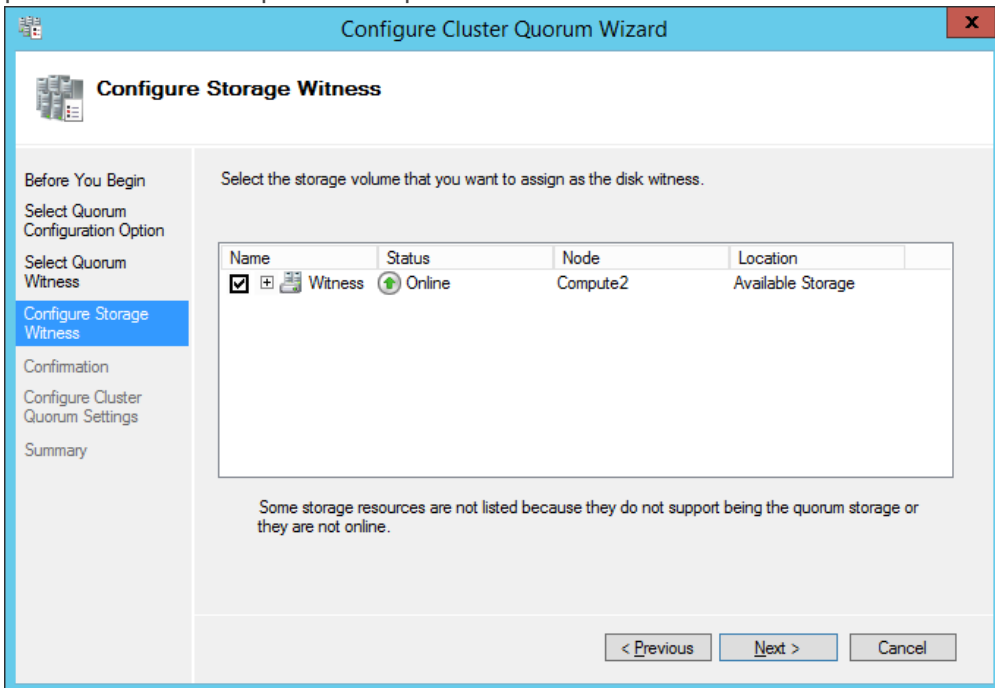 Configure Cluster Quorum Wizard
x
Configure Storage Witness
Before You Begin
Select Quorum
Configuration Option
Select Quorum
Witness
Configure Storage
Witness
Confirmation
Configure Cluster
Quorum Settings
Summary
Select the storage volume that you want to assign as the disk witness.
Name Status Node Location
Witness Online Compute2 Available Storage
Some storage resources are not listed because they do not support being the quorum storage or
they are not online.
< Previous Next > Cancel